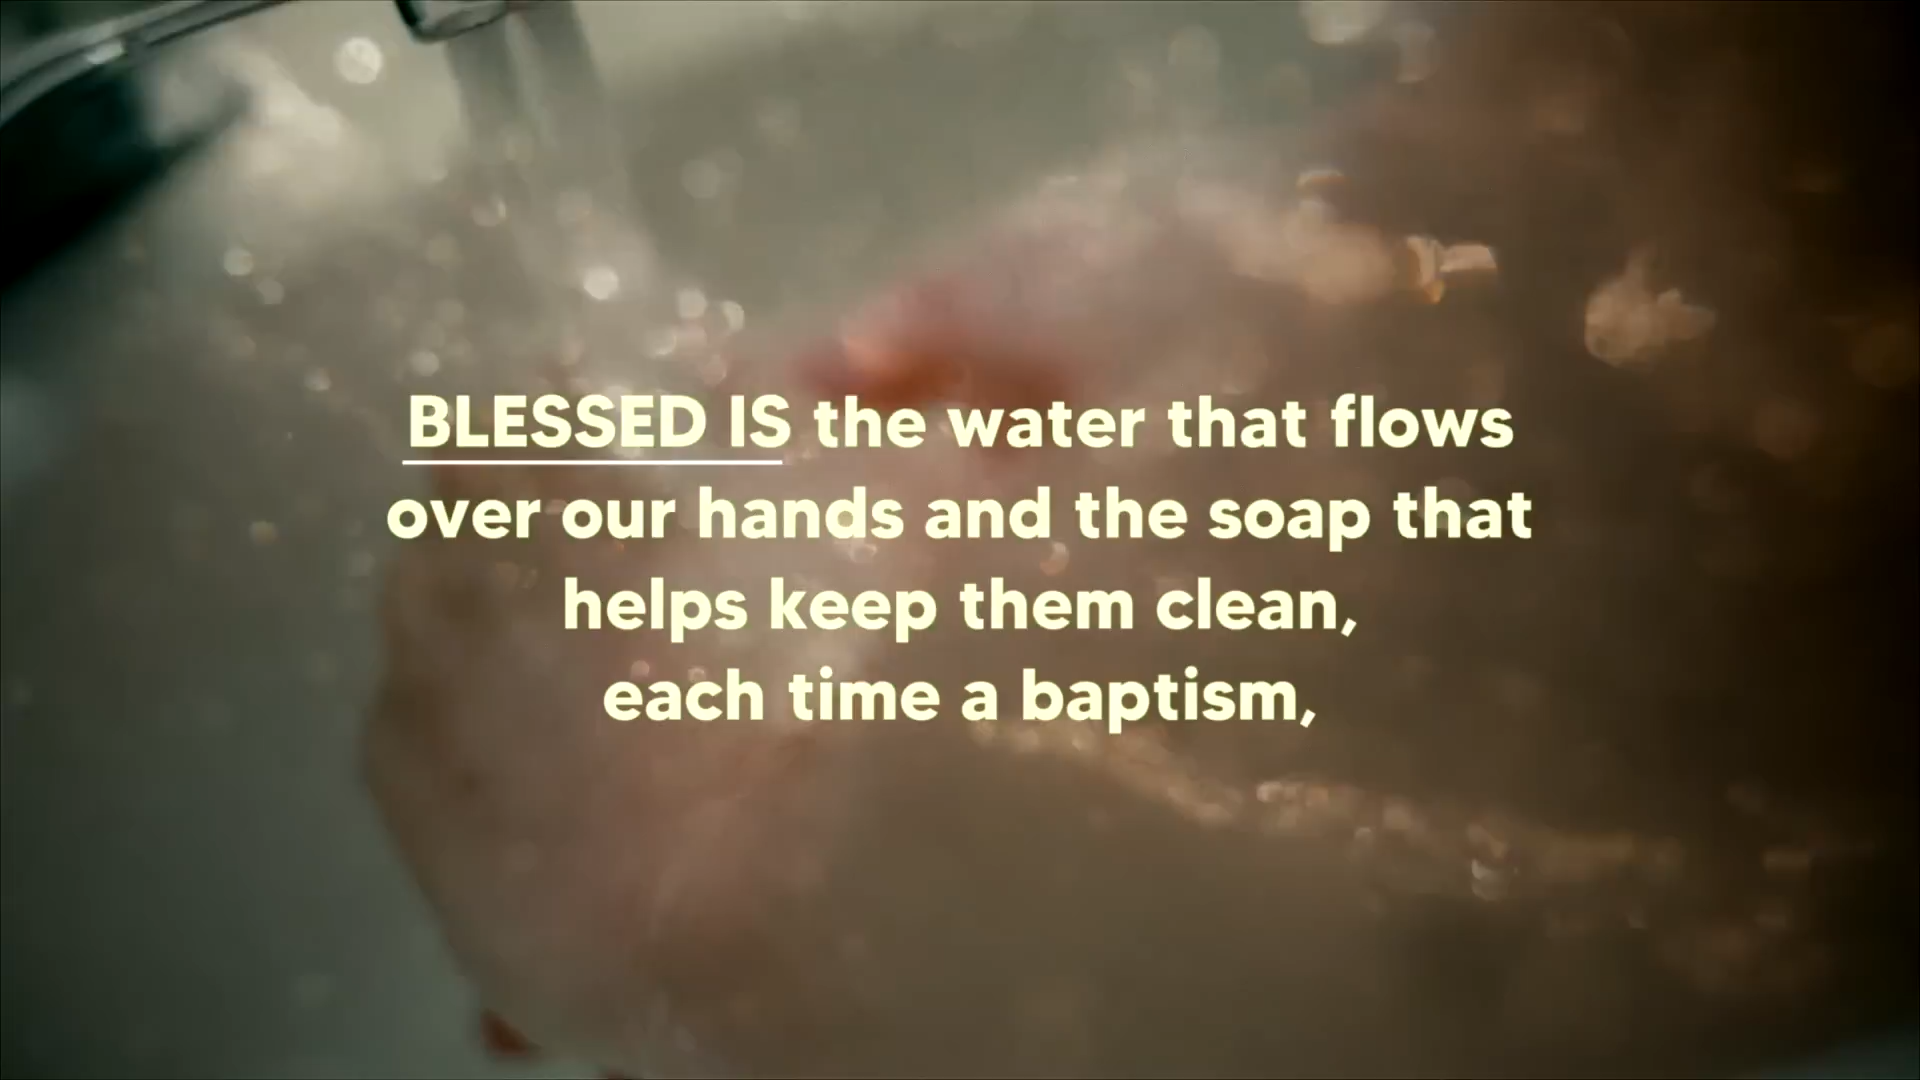 BLESSED IS the water that flows
over our hands and the soap that
helps keep them clean,
each time a baptism,